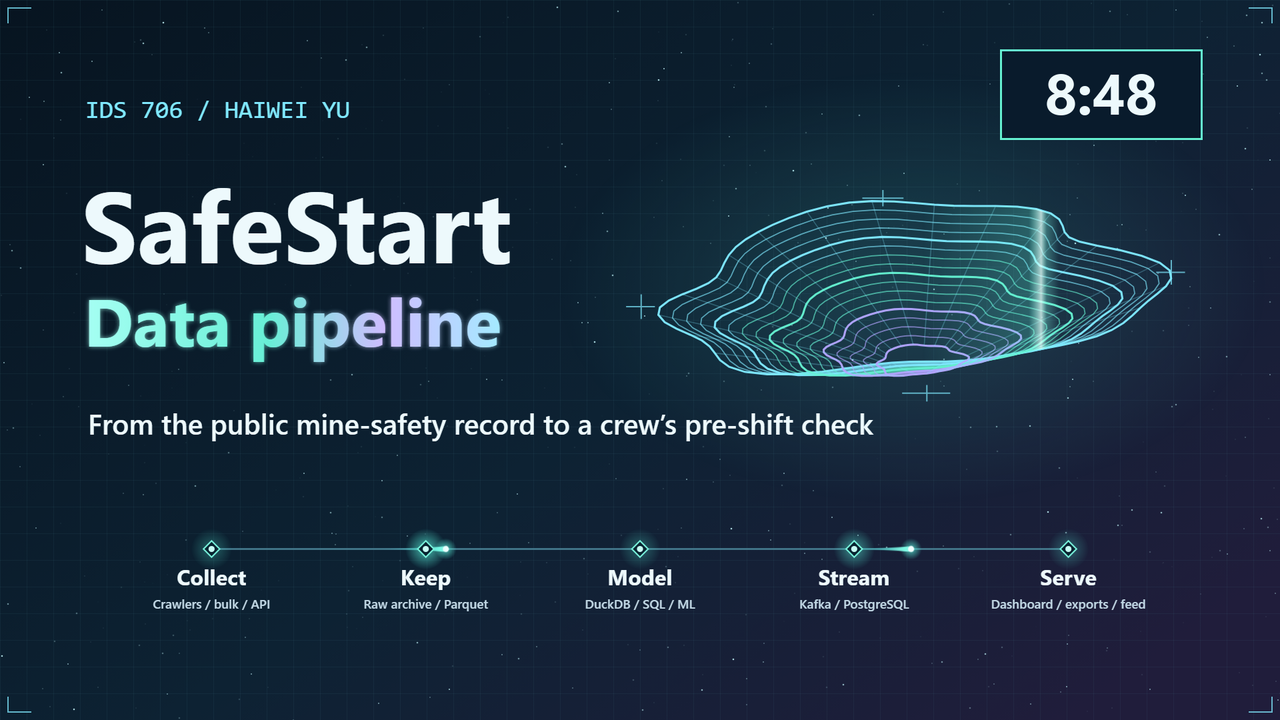 8:48
IDS 706 / HAIWEI YU
SafeStart
Data pipeline
From the public mine-safety record to a crew’s pre-shift check
Collect
Crawlers / bulk / API
Keep
Raw archive / Parquet
Model
DuckDB / SQL / ML
Stream
Kafka / PostgreSQL
Serve
Dashboard / exports / feed